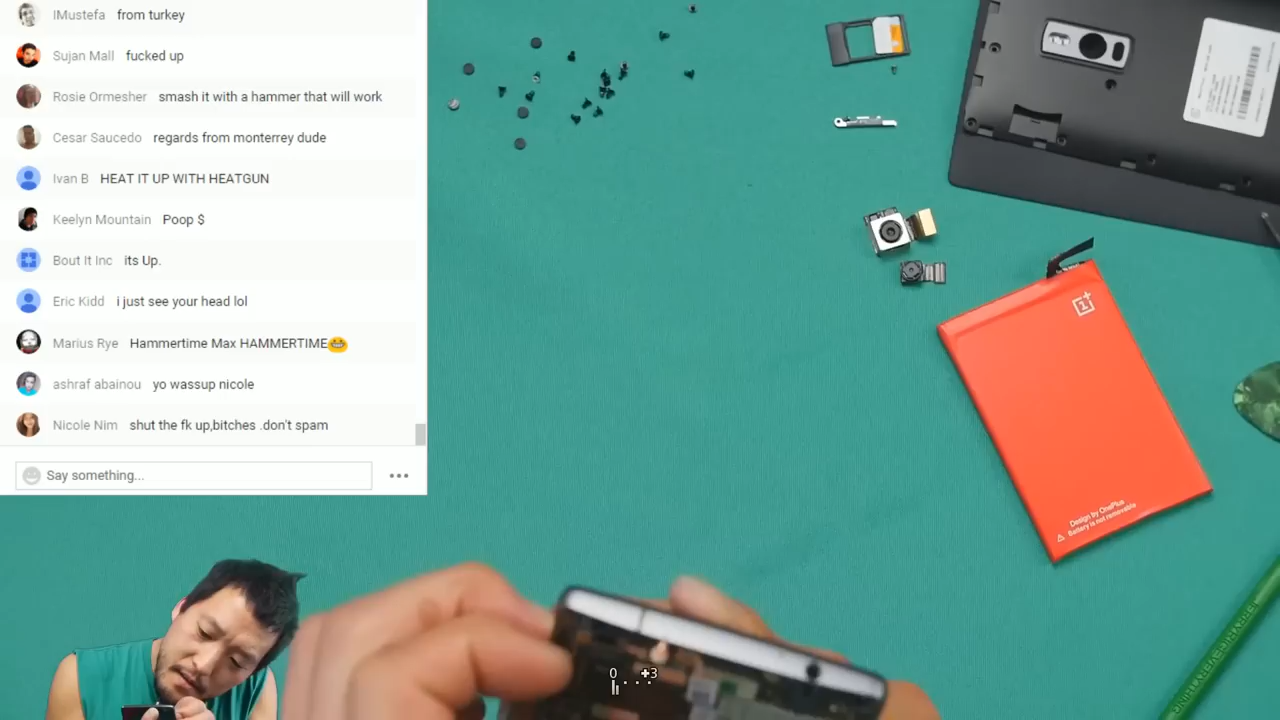 IMustefa from turkey
Sujan Mall fucked up
Rosie Ormesher smash it with a hammer that will work
Cesar Saucedo regards from monterrey dude
Ivan B HEAT IT UP WITH HEATGUN
Keelyn Mountain Poop $
Bout It Inc its Up.
Eric Kidd i just see your head lol
Marius Rye Hammertime Max HAMMERTIME😁
ashraf abainou yo wassup nicole
Nicole Nim shut the fk up,bitches .don't spam
Say something...
1+
Design by OnePlus
Battery is not removable
0 +3